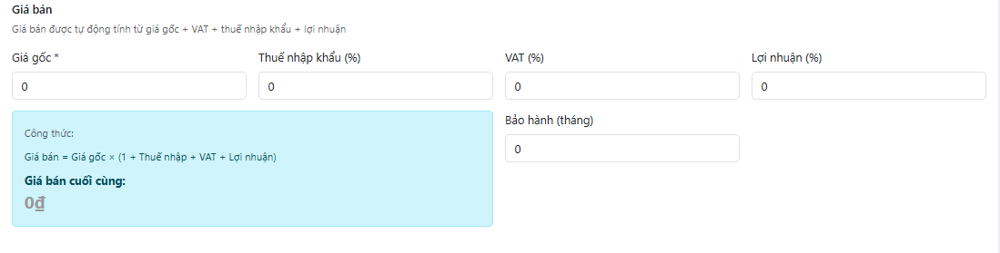 Giá bán
Giá bán được tự động tính từ giá gốc + VAT + thuế nhập khẩu + lợi nhuận
Giá gốc *
Thuế nhập khẩu (%)
VAT (%)
Lợi nhuận (%)
0
0
0
0
Công thức:
Giá bán = Giá gốc × (1 + Thuế nhập + VAT + Lợi nhuận)
Giá bán cuối cùng:
0₫
Bảo hành (tháng)
0